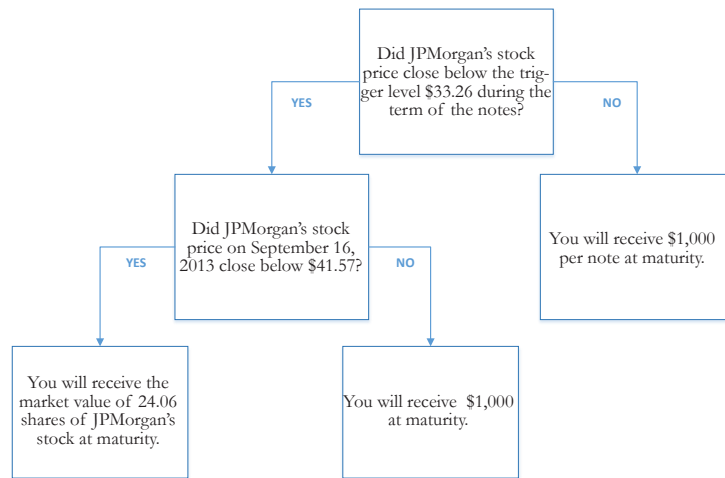 Did JPMorgan's stock
price close below the trig-
ger level $33.26 during the
term of the notes?
YES
NO
Did JPMorgan's stock
price on September 16,
2013 close below $41.57?
You will receive $1,000
per note at maturity.
YES
NO
You will receive the
market value of 24.06
shares of JPMorgan's
stock at maturity.
You will receive $1,000
at maturity.